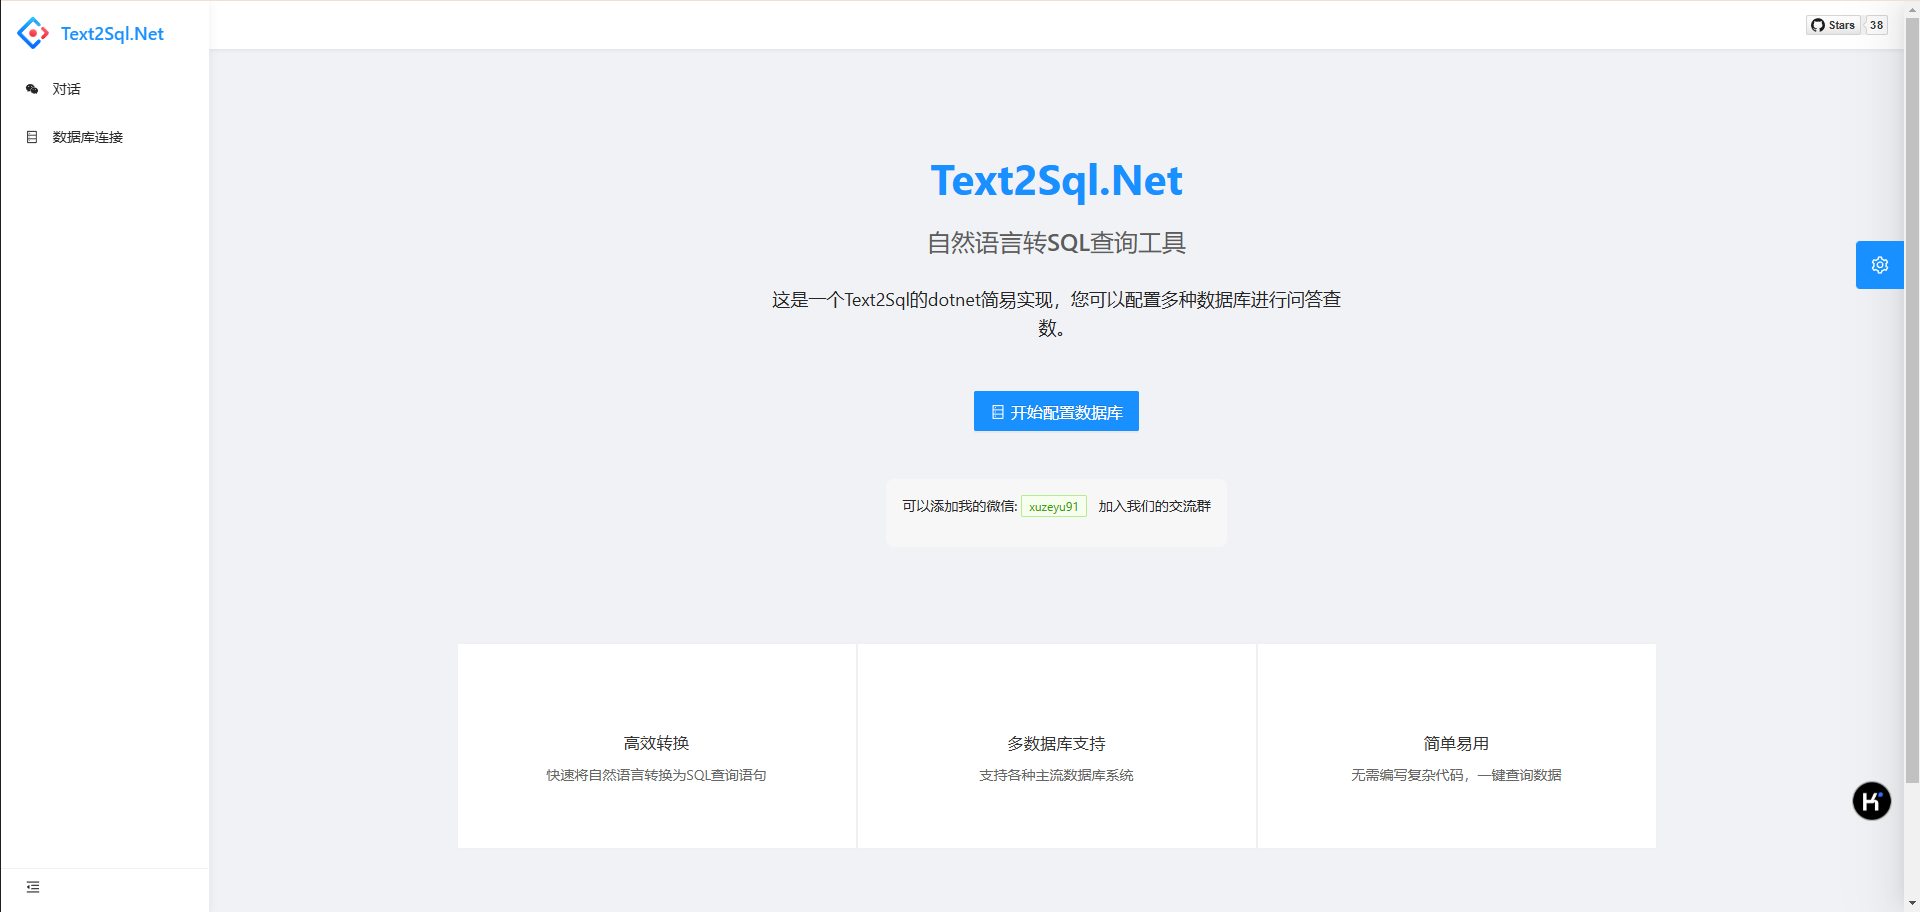 Text2Sql.Net
Stars 38
对话
数据库连接
Text2Sql.Net
自然语言转SQL查询工具
这是一个Text2Sql的dotnet简易实现，您可以配置多种数据库进行问答查
数。
开始配置数据库
可以添加我的微信: xuzeyu91 加入我们的交流群
高效转换
快速将自然语言转换为SQL查询语句
多数据库支持
支持各种主流数据库系统
简单易用
无需编写复杂代码，一键查询数据
K